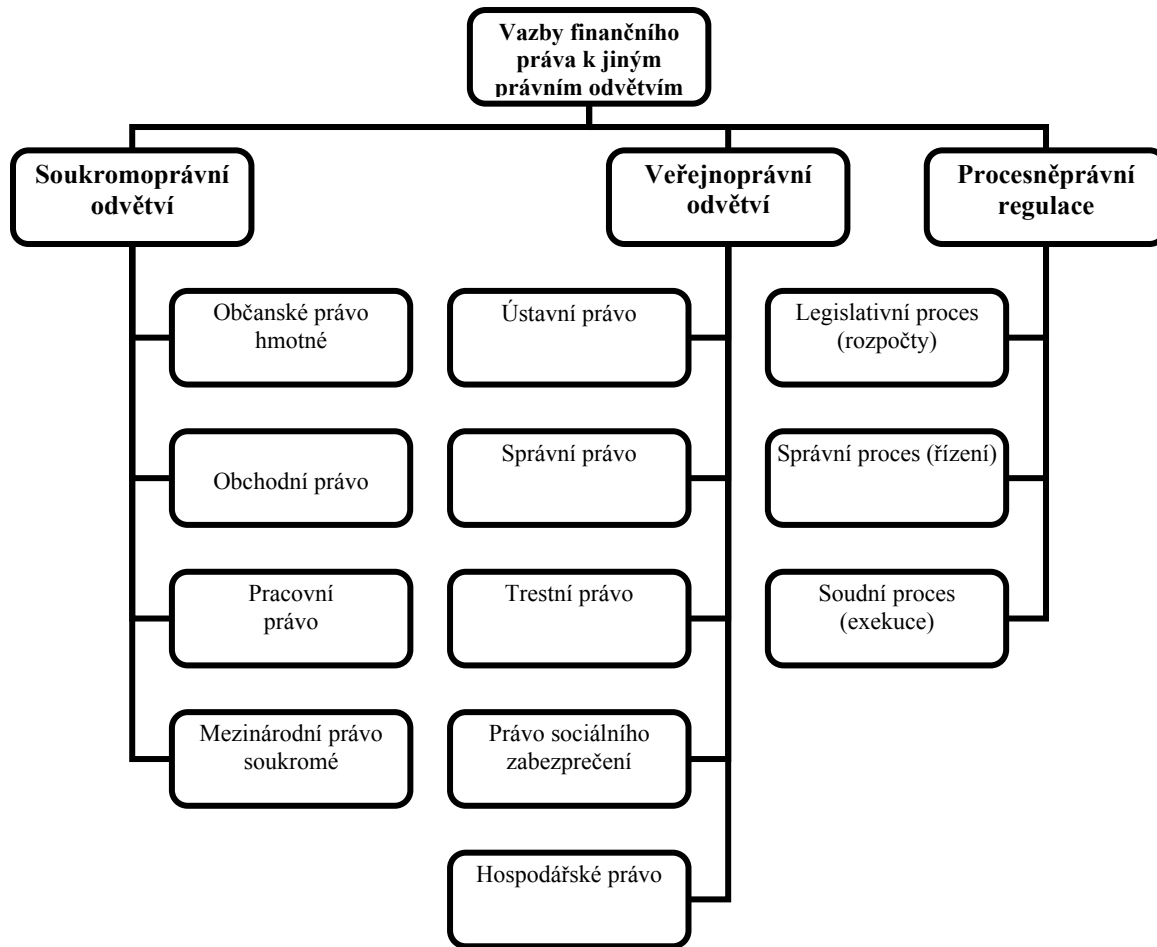 Vazby finančního
práva k jiným
právním odvětvím
Soukromoprávní
odvětví
Veřejnoprávní
odvětví
Procesněprávní
regulace
Občanské právo
hmotné
Ústavní právo
Legislativní proces
(rozpočty)
Obchodní právo
Správní právo
Správní proces (řízení)
Pracovní
právo
Trestní právo
Soudní proces
(exekuce)
Mezinárodní právo
soukromé
Právo sociálního
zabezprečení
Hospodářské právo